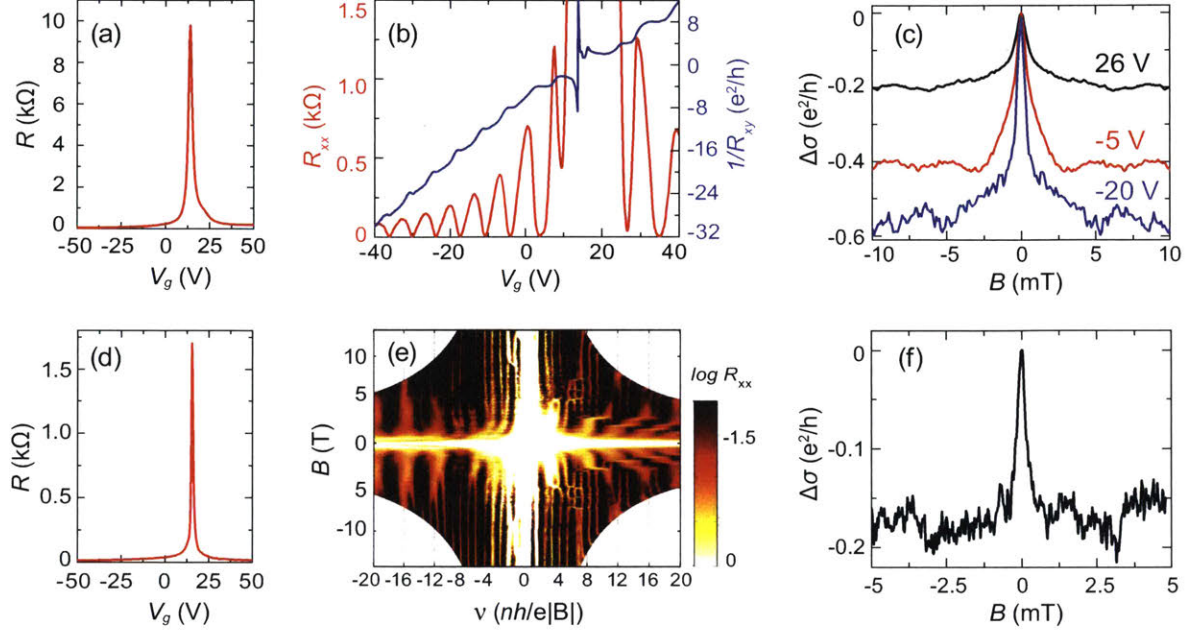 (a)
R (kΩ)
10
8
6
4
2
0
-50 -25 0 25 50
V_g (V)
(b)
R_xx (kΩ)
1.5
1.0
0.5
0
8
0
-8
-16
-24
-32
1/R_xy (e²/h)
-40 -20 0 20 40
V_g (V)
(c)
Δσ (e²/h)
0
-0.2
-0.4
-0.6
26 V
-5 V
-20 V
-10 -5 0 5 10
B (mT)
(d)
R (kΩ)
1.5
1.0
0.5
0
-50 -25 0 25 50
V_g (V)
(e)
B (T)
10
5
0
-5
-10
log R_xx
-1.5
0
-20 -16 -12 -8 -4 0 4 8 12 16 20
ν (nh/e|B|)
(f)
Δσ (e²/h)
0
-0.1
-0.2
-5 -2.5 0 2.5 5
B (mT)